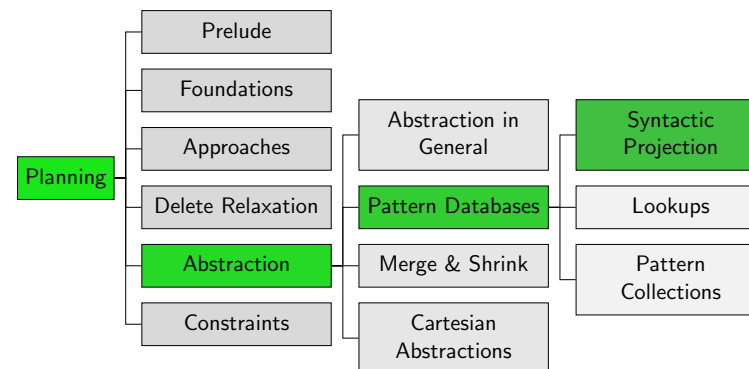 Planning
Prelude
Foundations
Approaches
Delete Relaxation
Abstraction
Constraints
Abstraction in
General
Pattern Databases
Merge & Shrink
Cartesian
Abstractions
Syntactic
Projection
Lookups
Pattern
Collections